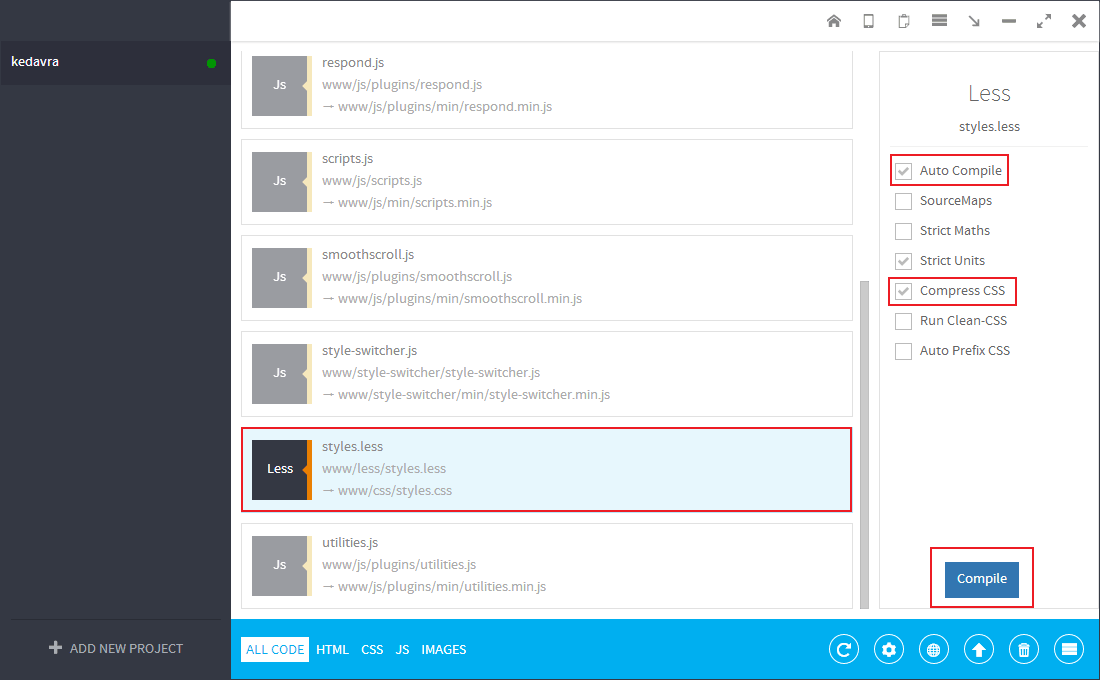 kedavra
ADD NEW PROJECT
Js
respond.js
www/js/plugins/respond.js
→ www/js/plugins/min/respond.min.js
Js
scripts.js
www/js/scripts.js
→ www/js/min/scripts.min.js
Js
smoothscroll.js
www/js/plugins/smoothscroll.js
→ www/js/plugins/min/smoothscroll.min.js
Js
style-switcher.js
www/style-switcher/style-switcher.js
→ www/style-switcher/min/style-switcher.min.js
Less
styles.less
www/less/styles.less
→ www/css/styles.css
Js
utilities.js
www/js/plugins/utilities.js
→ www/js/plugins/min/utilities.min.js
Less
styles.less
Auto Compile
SourceMaps
Strict Maths
Strict Units
Compress CSS
Run Clean-CSS
Auto Prefix CSS
Compile
ALL CODE HTML CSS JS IMAGES